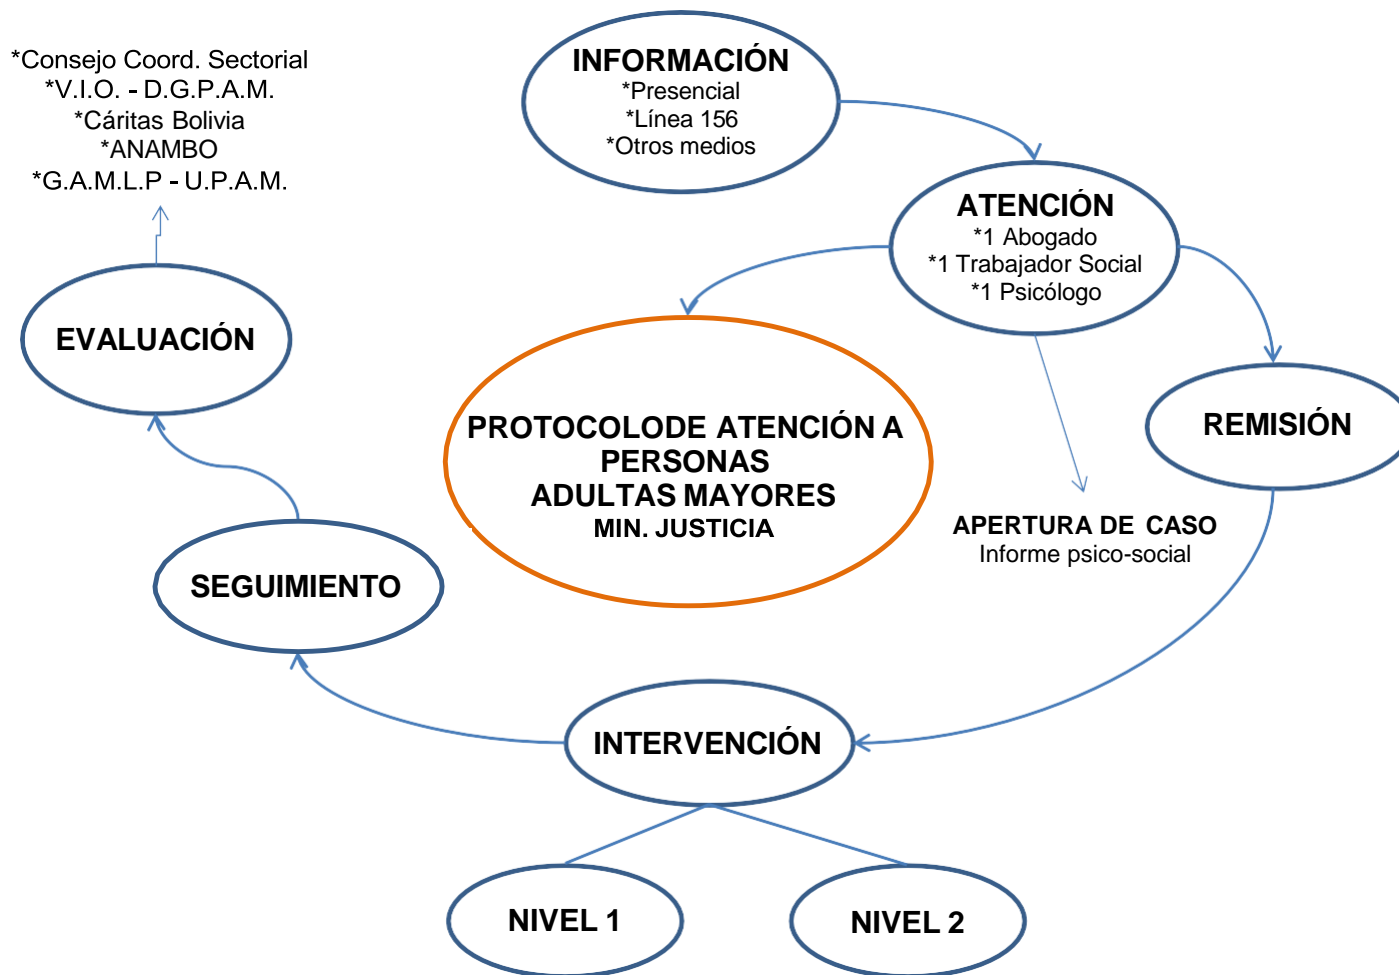 *Consejo Coord. Sectorial
*V.I.O. - D.G.P.A.M.
*Cáritas Bolivia
*ANAMBO
*G.A.M.L.P - U.P.A.M.
INFORMACIÓN
*Presencial
*Línea 156
*Otros medios
ATENCIÓN
*1 Abogado
*1 Trabajador Social
*1 Psicólogo
EVALUACIÓN
REMISIÓN
PROTOCOLODE ATENCIÓN A
PERSONAS
ADULTAS MAYORES
MIN. JUSTICIA
APERTURA DE CASO
Informe psico-social
SEGUIMIENTO
INTERVENCIÓN
NIVEL 1
NIVEL 2